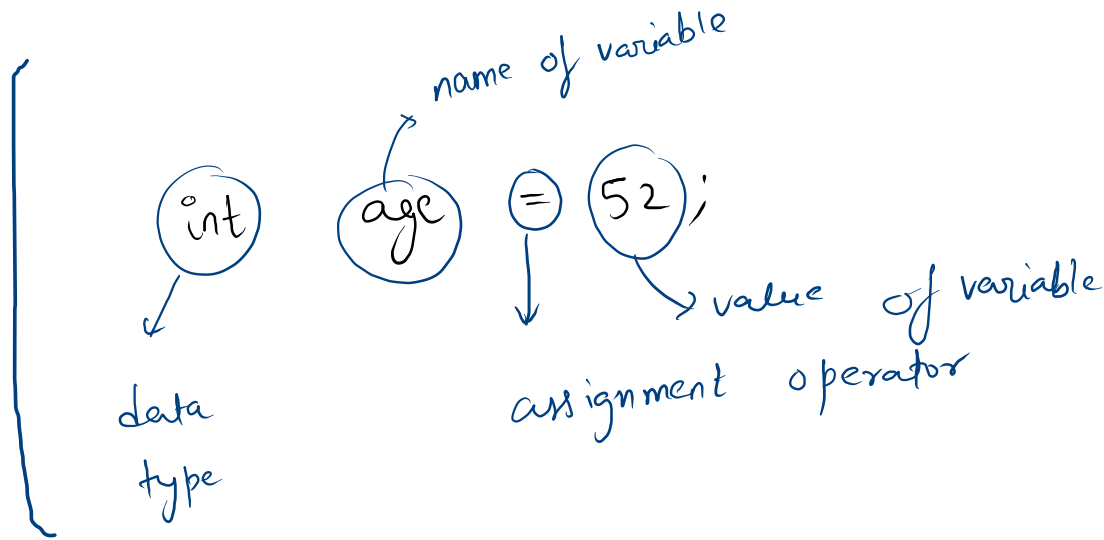 name of variable
int age = 52;
value of variable
assignment operator
data
type